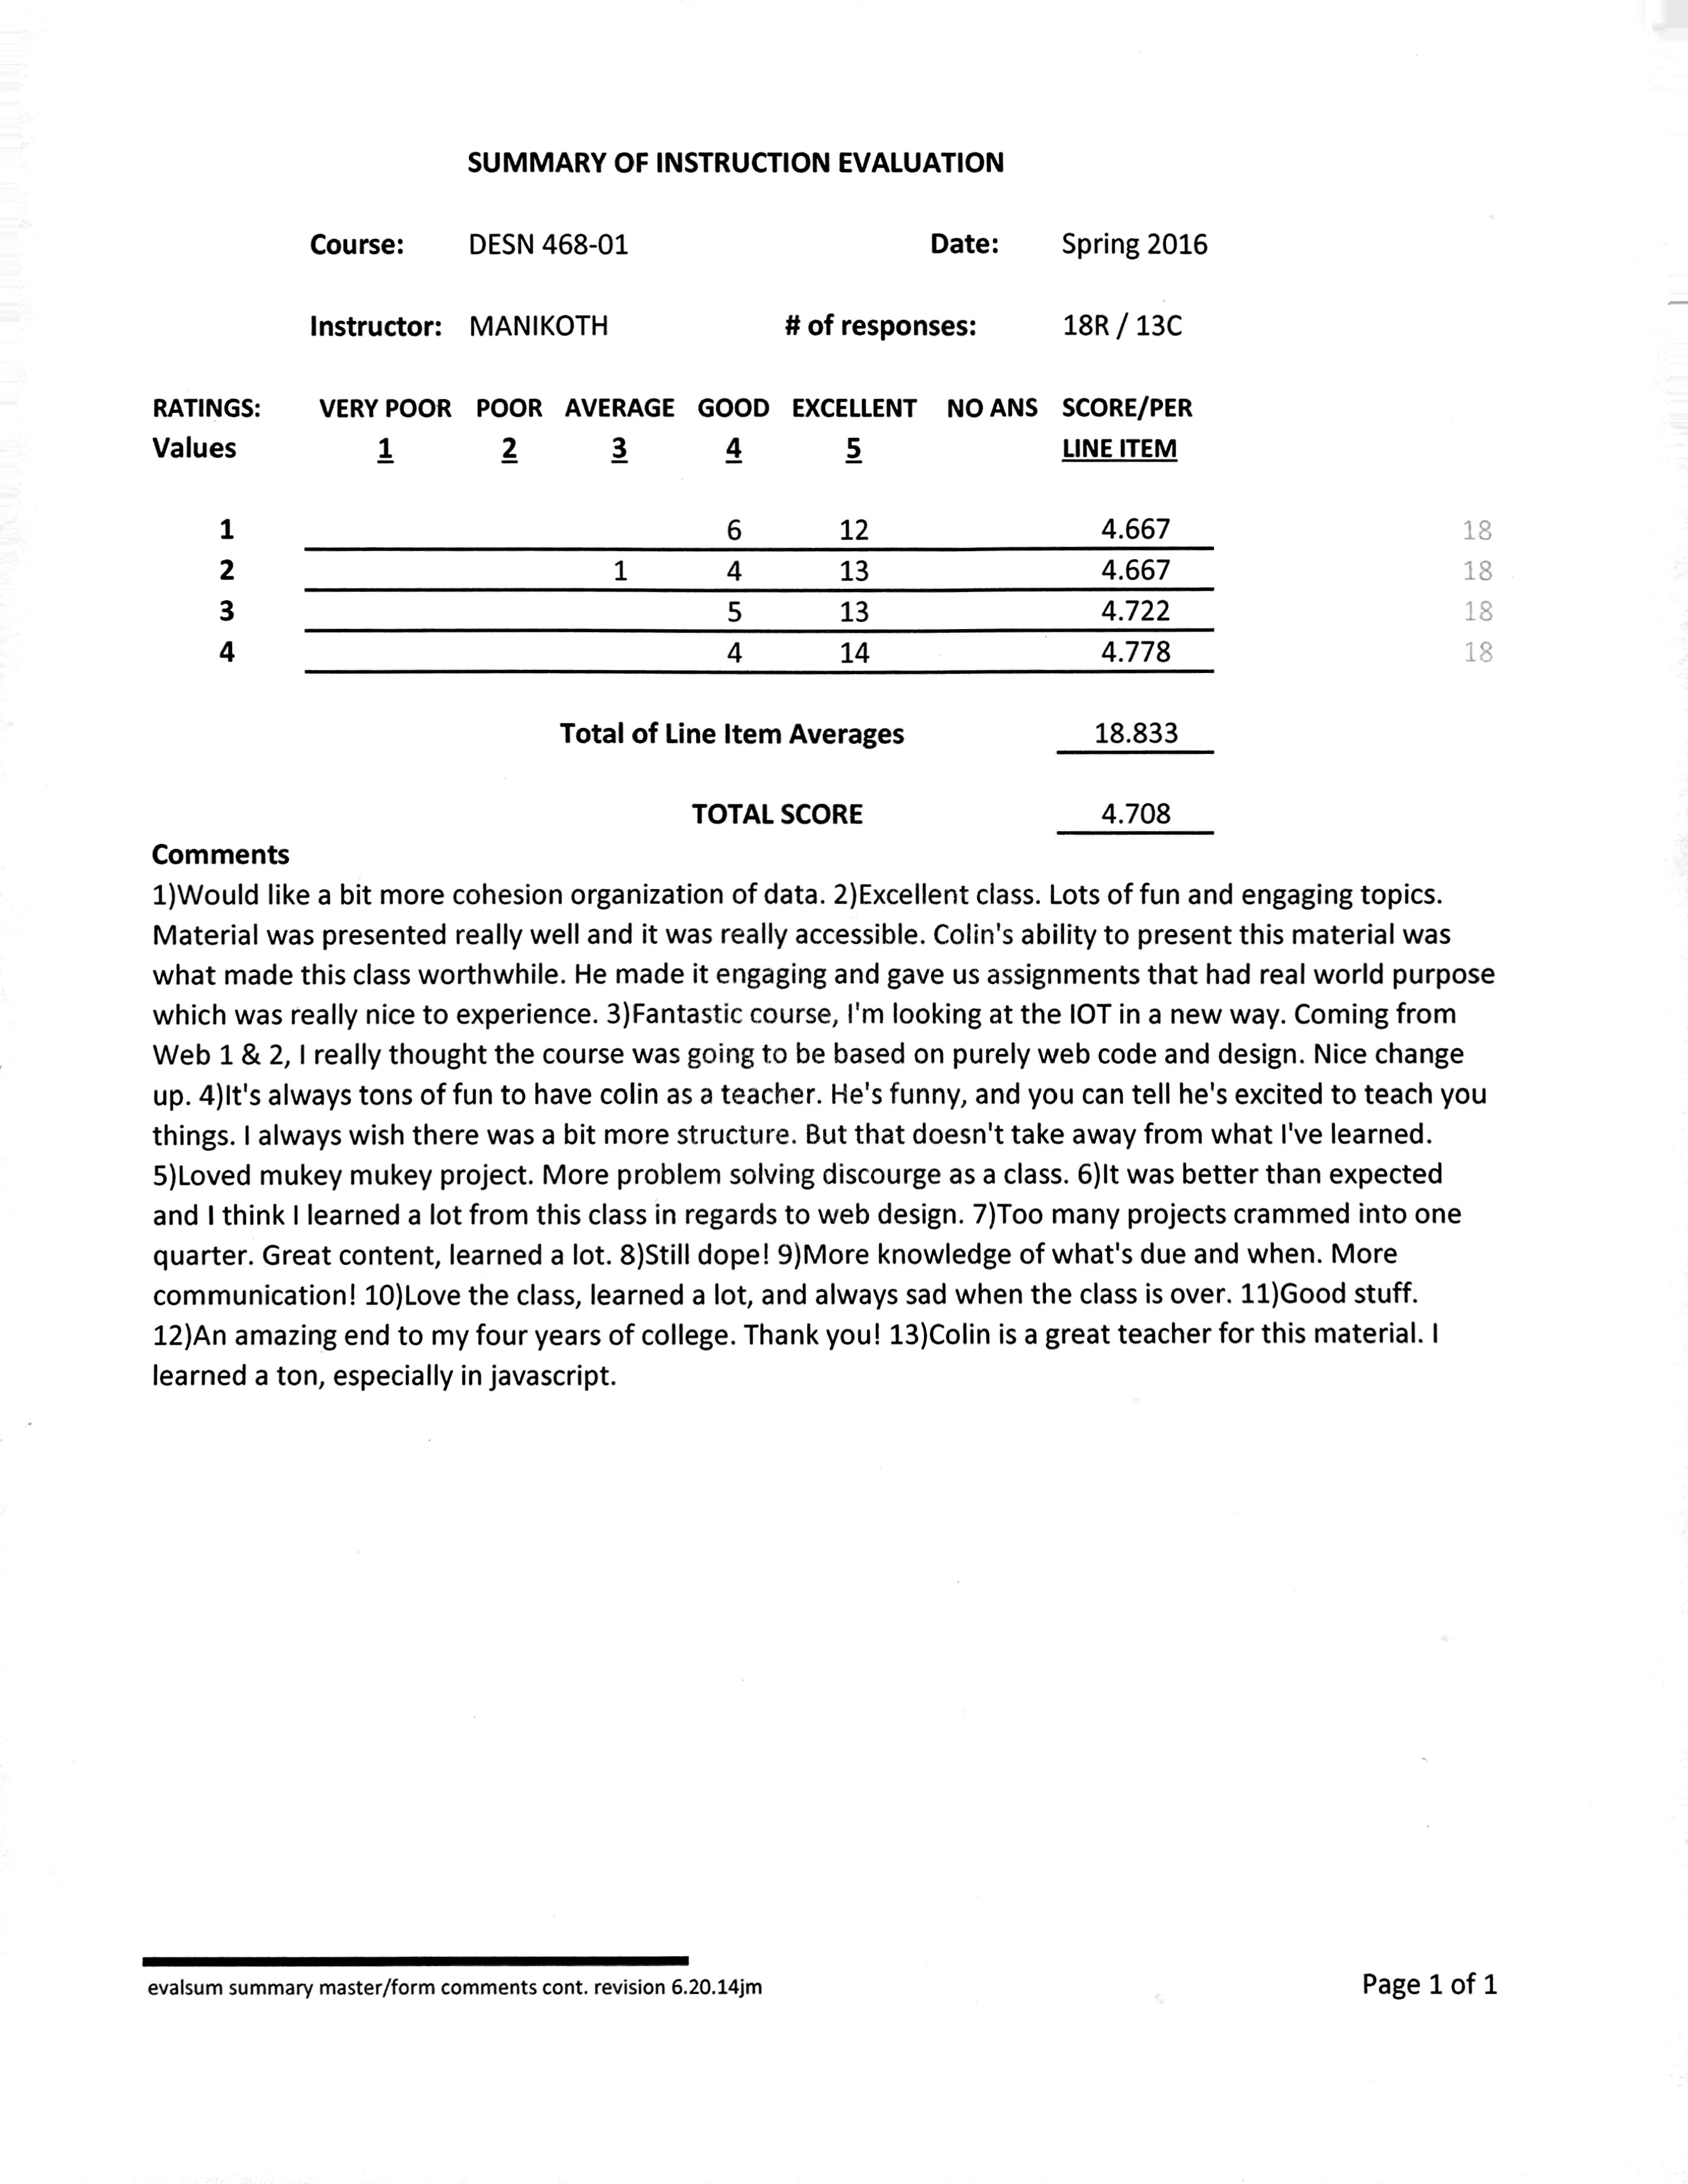 SUMMARY OF INSTRUCTION EVALUATION
Course: DESN 468-01 Date: Spring 2016
Instructor: MANIKOTH # of responses: 18R / 13C
RATINGS: VERY POOR POOR AVERAGE GOOD EXCELLENT NO ANS SCORE/PER
Values 1 2 3 4 5 LINE ITEM
1 6 12 4.667 18
2 1 4 13 4.667 18
3 5 13 4.722 18
4 4 14 4.778 18
Total of Line Item Averages 18.833
TOTAL SCORE 4.708
Comments
1)Would like a bit more cohesion organization of data. 2)Excellent class. Lots of fun and engaging topics.
Material was presented really well and it was really accessible. Colin's ability to present this material was
what made this class worthwhile. He made it engaging and gave us assignments that had real world purpose
which was really nice to experience. 3)Fantastic course, I'm looking at the IOT in a new way. Coming from
Web 1 & 2, I really thought the course was going to be based on purely web code and design. Nice change
up. 4)It's always tons of fun to have colin as a teacher. He's funny, and you can tell he's excited to teach you
things. I always wish there was a bit more structure. But that doesn't take away from what I've learned.
5)Loved mukey mukey project. More problem solving discourge as a class. 6)It was better than expected
and I think I learned a lot from this class in regards to web design. 7)Too many projects crammed into one
quarter. Great content, learned a lot. 8)Still dope! 9)More knowledge of what's due and when. More
communication! 10)Love the class, learned a lot, and always sad when the class is over. 11)Good stuff.
12)An amazing end to my four years of college. Thank you! 13)Colin is a great teacher for this material. I
learned a ton, especially in javascript.
evalsum summary master/form comments cont. revision 6.20.14jm Page 1 of 1